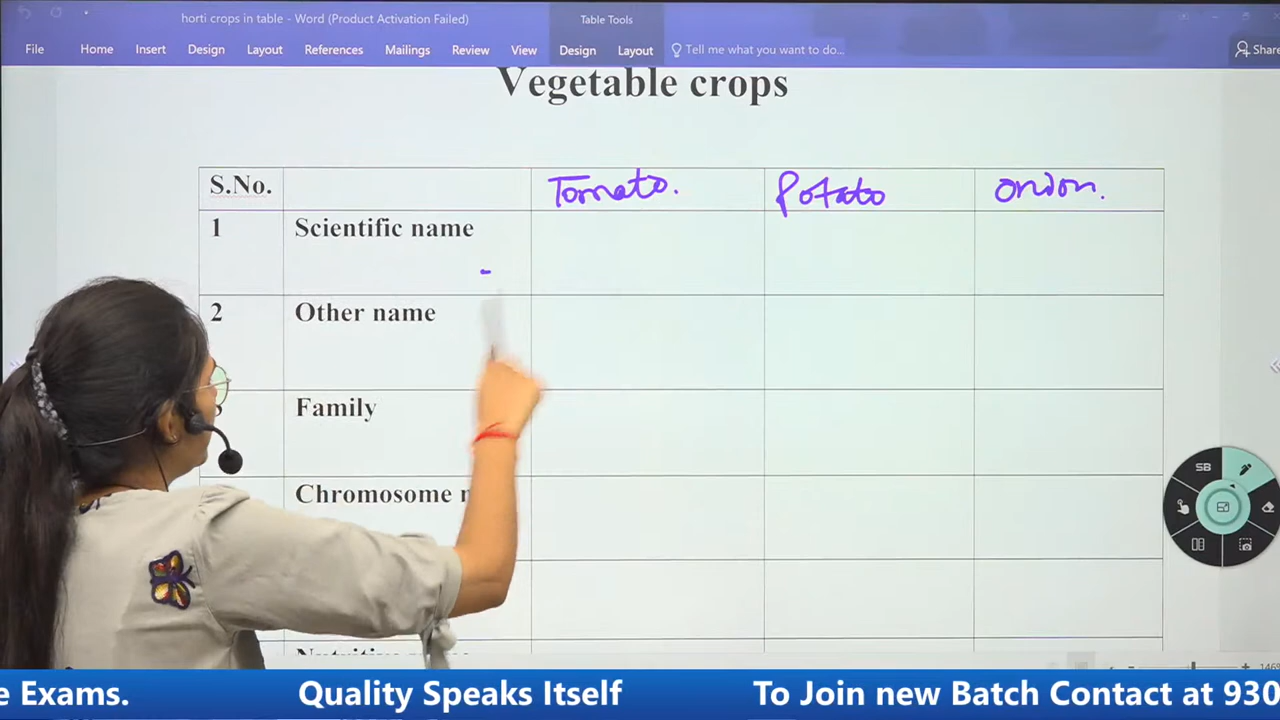 horti crops in table - Word (Product Activation Failed)
Table Tools
File Home Insert Design Layout References Mailings Review View Design Layout Tell me what you want to do... Share
Vegetable crops
S.No. Tomato. Potato onion.
1 Scientific name
-
2 Other name
Family
Chromosome
SB
146%
e Exams. Quality Speaks Itself To Join new Batch Contact at 930